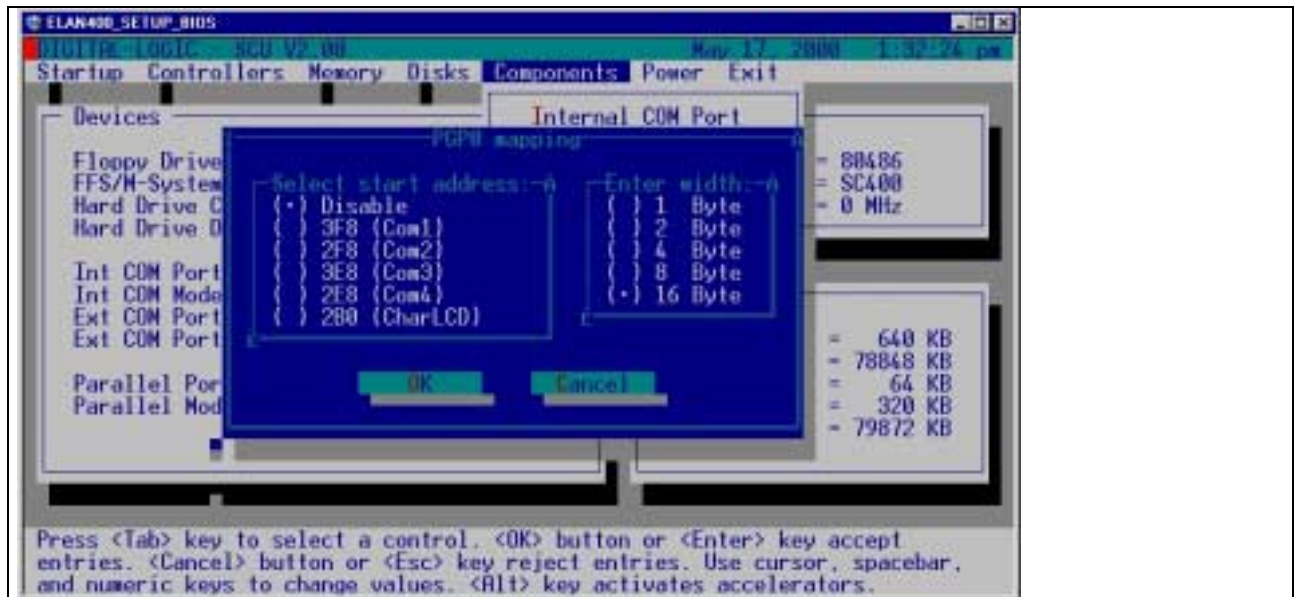 ELAN400_SETUP_BIOS
DIGITAL-LOGIC - SCU V2.00 May 17, 2000 1:32:24 pm
Startup Controllers Memory Disks Components Power Exit
Devices
Internal COM Port
PGP0 mapping
Floppy Drive
FFS/M-System
Hard Drive C
Hard Drive D
Int COM Port
Int COM Mode
Ext COM Port
Ext COM Port
Parallel Por
Parallel Mod
Select start address:
(•) Disable
( ) 3F8 (Com1)
( ) 2F8 (Com2)
( ) 3E8 (Com3)
( ) 2E8 (Com4)
( ) 2B0 (CharLCD)
Enter width:
( ) 1 Byte
( ) 2 Byte
( ) 4 Byte
( ) 8 Byte
(•) 16 Byte
OK Cancel
= 80486
= SC400
= 0 MHz
= 640 KB
= 78848 KB
= 64 KB
= 320 KB
= 79872 KB
Press <Tab> key to select a control. <OK> button or <Enter> key accept
entries. <Cancel> button or <Esc> key reject entries. Use cursor, spacebar,
and numeric keys to change values. <Alt> key activates accelerators.